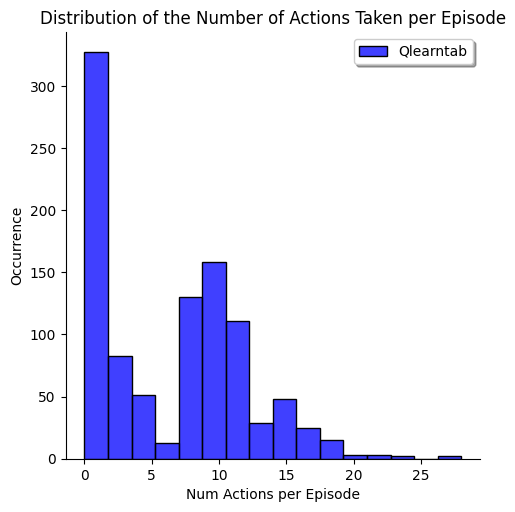 Distribution of the Number of Actions Taken per Episode
Qlearntab
300
250
200
150
100
50
0
Occurrence
0 5 10 15 20 25
Num Actions per Episode